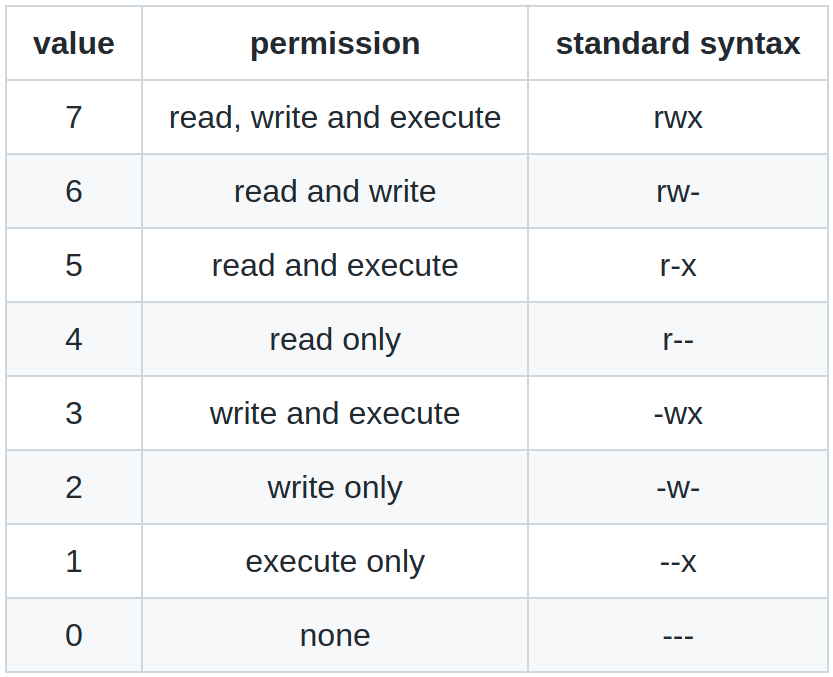 value permission standard syntax
7 read, write and execute rwx
6 read and write rw-
5 read and execute r-x
4 read only r--
3 write and execute -wx
2 write only -w-
1 execute only --x
0 none ---